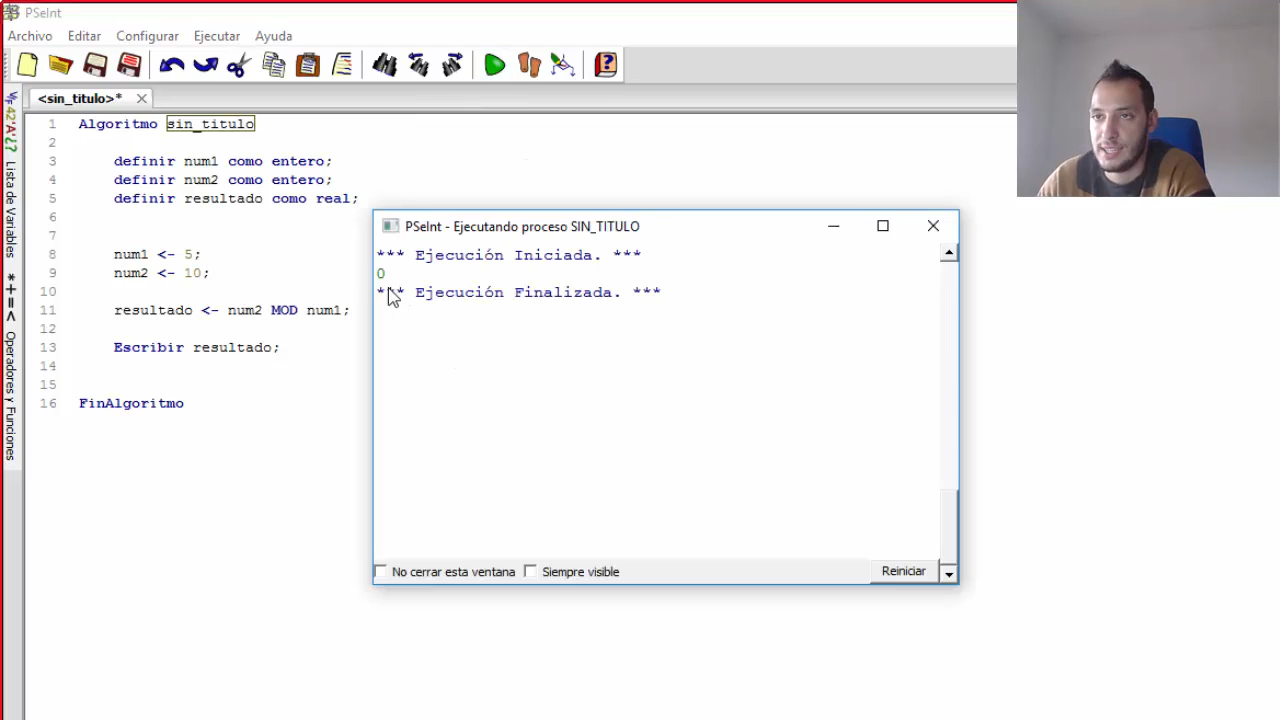 PSeInt
Archivo Editar Configurar Ejecutar Ayuda
<sin_titulo>*
Lista de Variables
Operadores y Funciones
1 Algoritmo sin_titulo
2
3 definir num1 como entero;
4 definir num2 como entero;
5 definir resultado como real;
6
7
8 num1 <- 5;
9 num2 <- 10;
10
11 resultado <- num2 MOD num1;
12
13 Escribir resultado;
14
15
16 FinAlgoritmo
PSeInt - Ejecutando proceso SIN_TITULO
*** Ejecución Iniciada. ***
0
*** Ejecución Finalizada. ***
No cerrar esta ventana Siempre visible Reiniciar